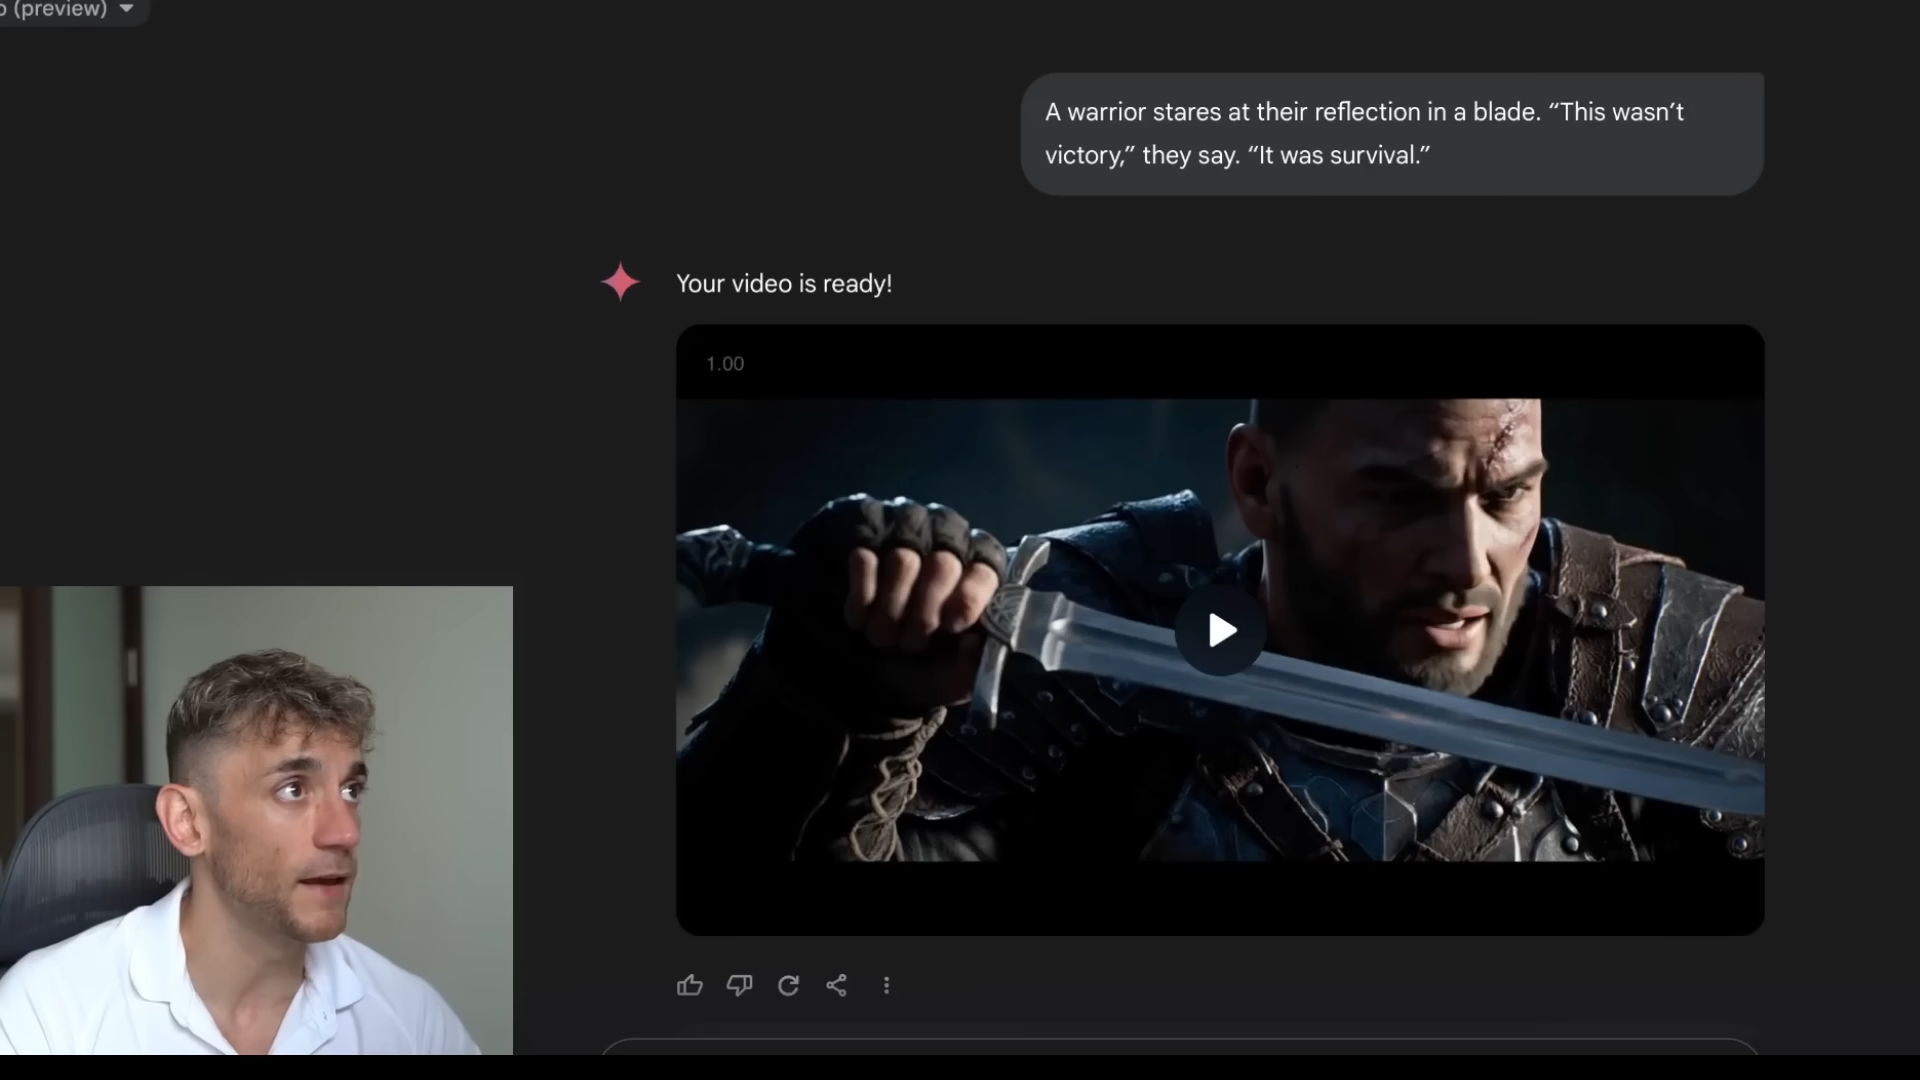 (preview)
A warrior stares at their reflection in a blade. “This wasn’t
victory,” they say. “It was survival.”
Your video is ready!
1.00